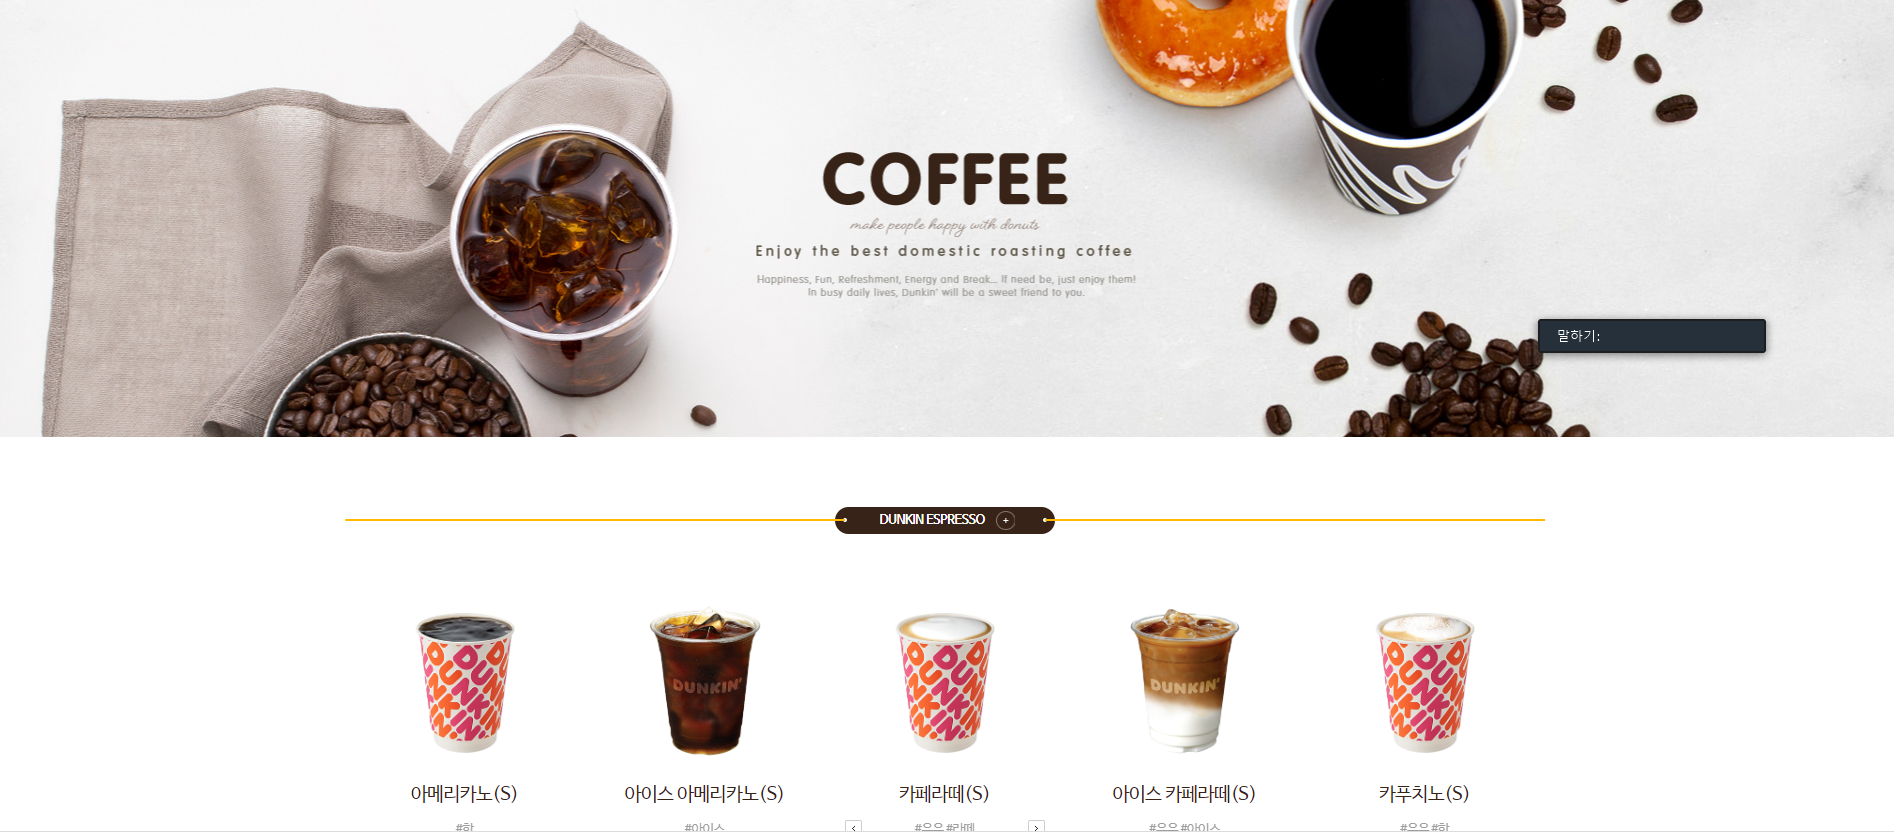 COFFEE
make people happy with donuts
Enjoy the best domestic roasting coffee
Happiness, Fun, Refreshment, Energy and Break... If need be, just enjoy them!
In busy daily lives, Dunkin' will be a sweet friend to you.
말하기:
DUNKIN ESPRESSO +
DUNKIN'
DUNKIN'
DUNKIN'
DUNKIN'
DUNKIN'
아메리카노(S)
아이스 아메리카노(S)
카페라떼(S)
아이스 카페라떼(S)
카푸치노(S)
#핫
#아이스
#우유 #라떼
#우유 #아이스
#우유 #핫